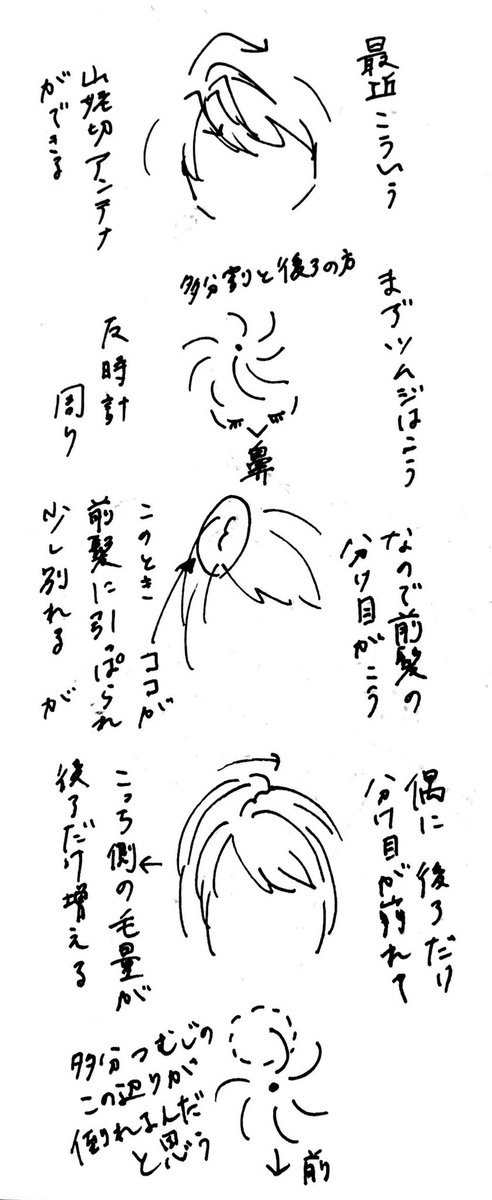 最近こういう
山姥切アンテナ
ができる
まずツムジはこう
多分割と後ろの方
反時計
周り
鼻
なので前髪の
分け目がこう
ココが
このとき
前髪に引っぱられ
少し別れる が
偶に後ろだけ
分け目が崩れて
こっち側の毛量が
後ろだけ増える
多分つむじの
この辺りが
倒れるんだ
と思う
前